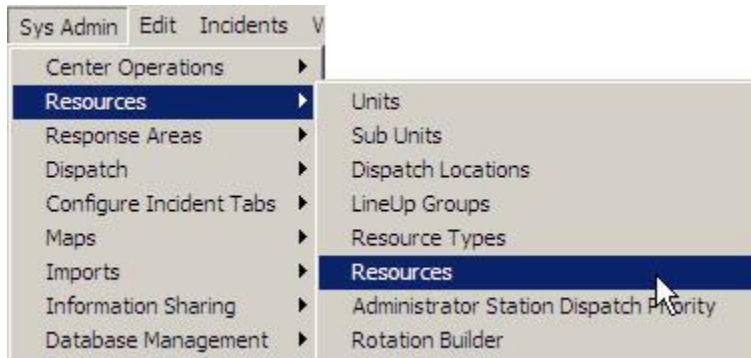 Sys Admin Edit Incidents
Center Operations
Resources
Response Areas
Dispatch
Configure Incident Tabs
Maps
Imports
Information Sharing
Database Management
Units
Sub Units
Dispatch Locations
LineUp Groups
Resource Types
Resources
Administrator Station Dispatch Priority
Rotation Builder